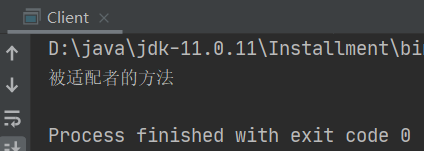 Client
D:\java\jdk-11.0.11\Installment\bi
被适配者的方法
Process finished with exit code 0